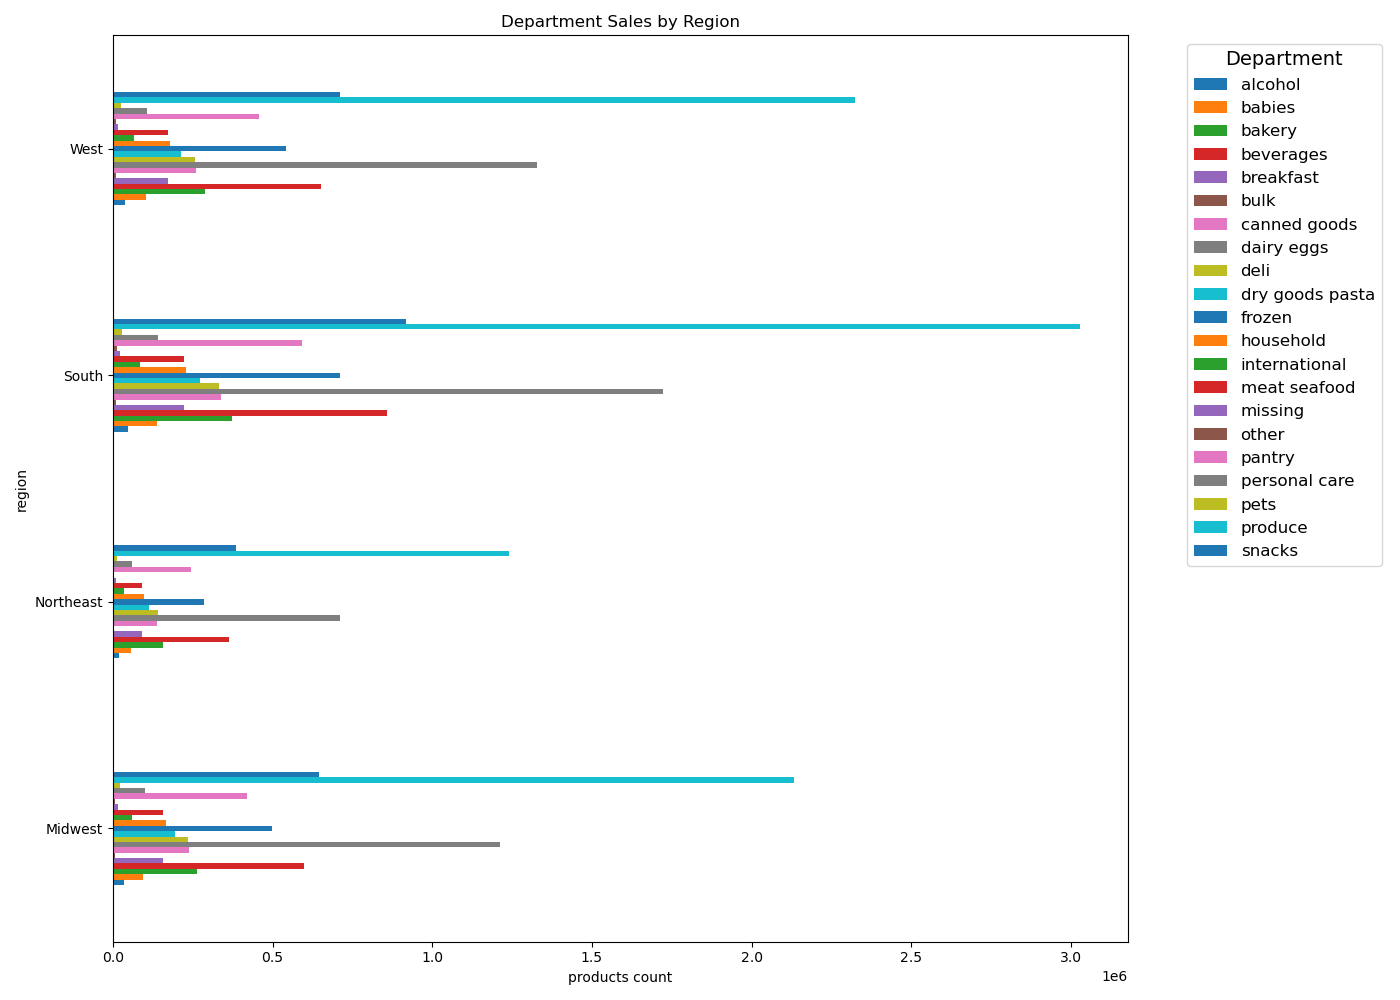 Department Sales by Region
Department
alcohol
babies
bakery
beverages
breakfast
bulk
canned goods
dairy eggs
deli
dry goods pasta
frozen
household
international
meat seafood
missing
other
pantry
personal care
pets
produce
snacks
region
West
South
Northeast
Midwest
0.0 0.5 1.0 1.5 2.0 2.5 3.0
1e6
products count